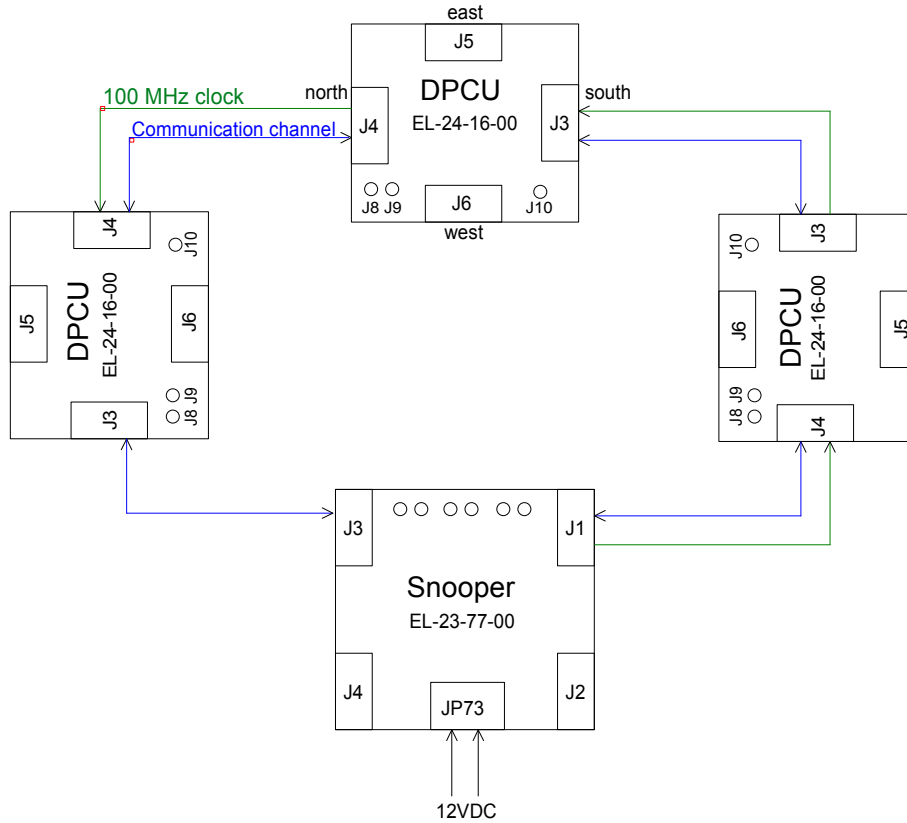 east
J5
north
DPCU
south
EL-24-16-00
J4
J3
J6
J8
J9
J10
west
100 MHz clock
Communication channel
J4
J10
J5
DPCU
EL-24-16-00
J6
J9
J8
J3
J3
J10
J6
DPCU
EL-24-16-00
J5
J9
J8
J4
J3
J1
Snooper
EL-23-77-00
J4
JP73
J2
12VDC